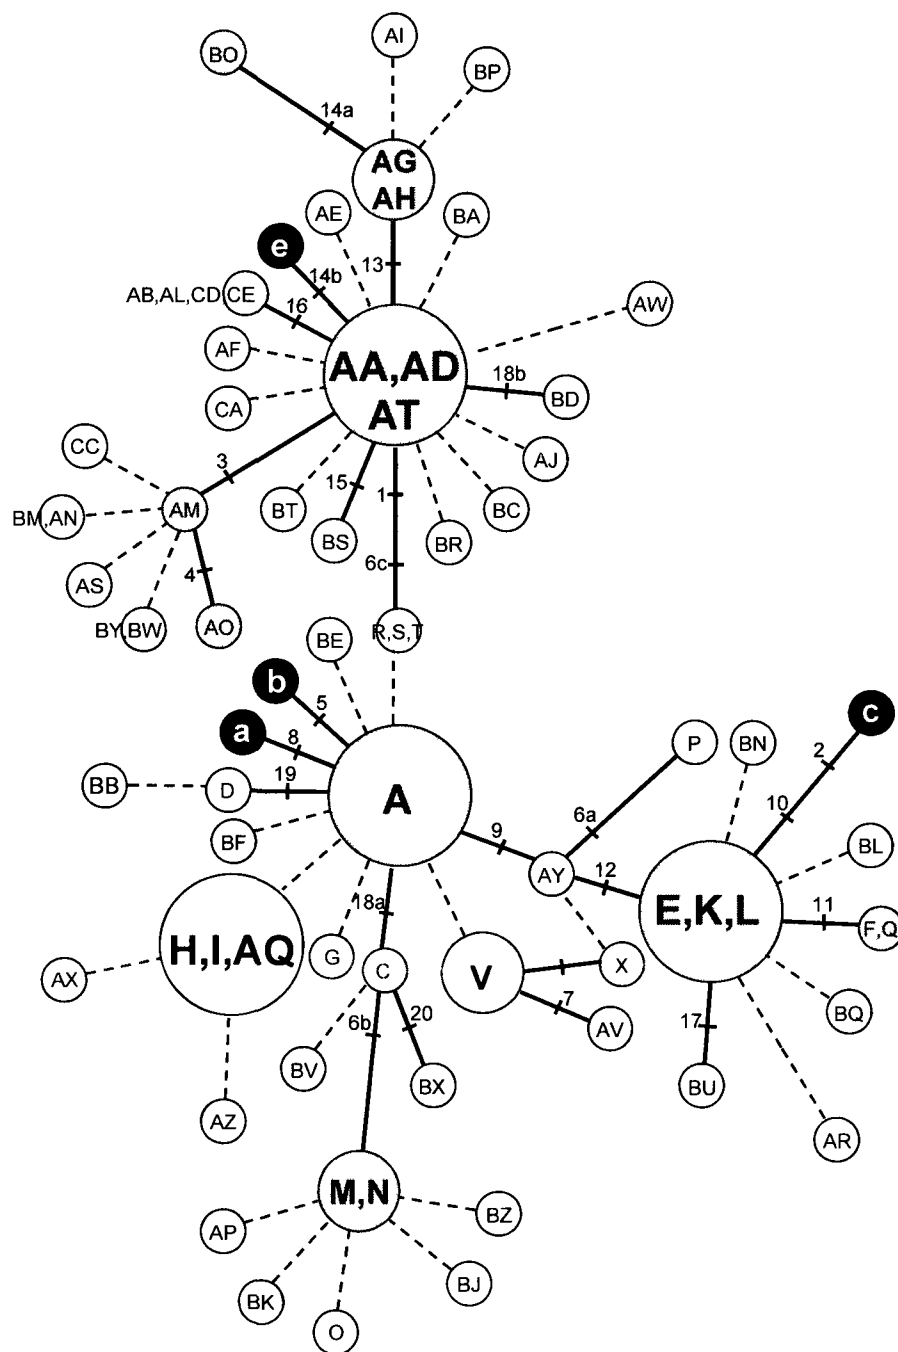 AI
BO
BP
14a
AG
AH
AE
BA
e
13
14b
AB,AL,CD,CE
16
AW
AF
AA,AD
AT
18b
BD
CA
CC
3
AJ
15
1
BM,AN
AM
BT
BC
BS
BR
4
6c
AS
BY,BW
AO
R,S,T
BE
b
5
c
a
8
P
BN
2
19
BB
D
A
10
6a
BF
9
BL
AY
12
18a
E,K,L
11
F,Q
H,I,AQ
G
C
V
X
AX
7
BQ
6b
20
AV
17
BV
BX
BU
AZ
AR
M,N
AP
BZ
BK
BJ
O